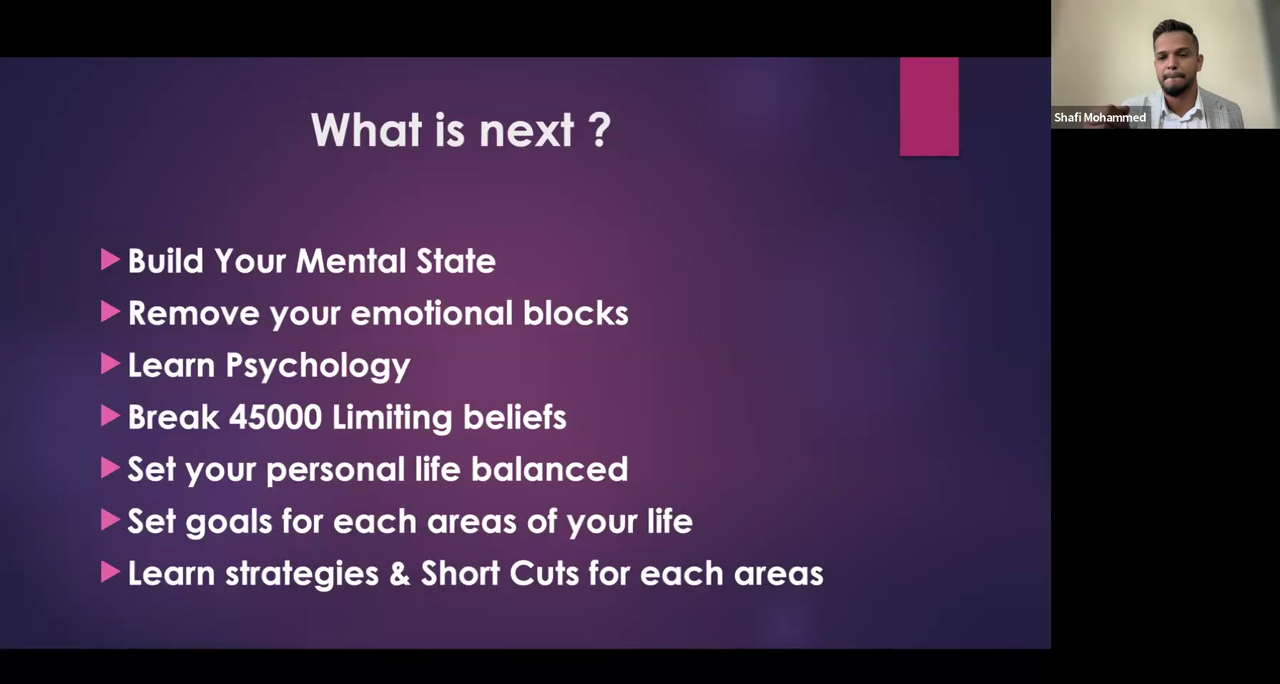 What is next ?
Build Your Mental State
Remove your emotional blocks
Learn Psychology
Break 45000 Limiting beliefs
Set your personal life balanced
Set goals for each areas of your life
Learn strategies & Short Cuts for each areas
Shafi Mohammed